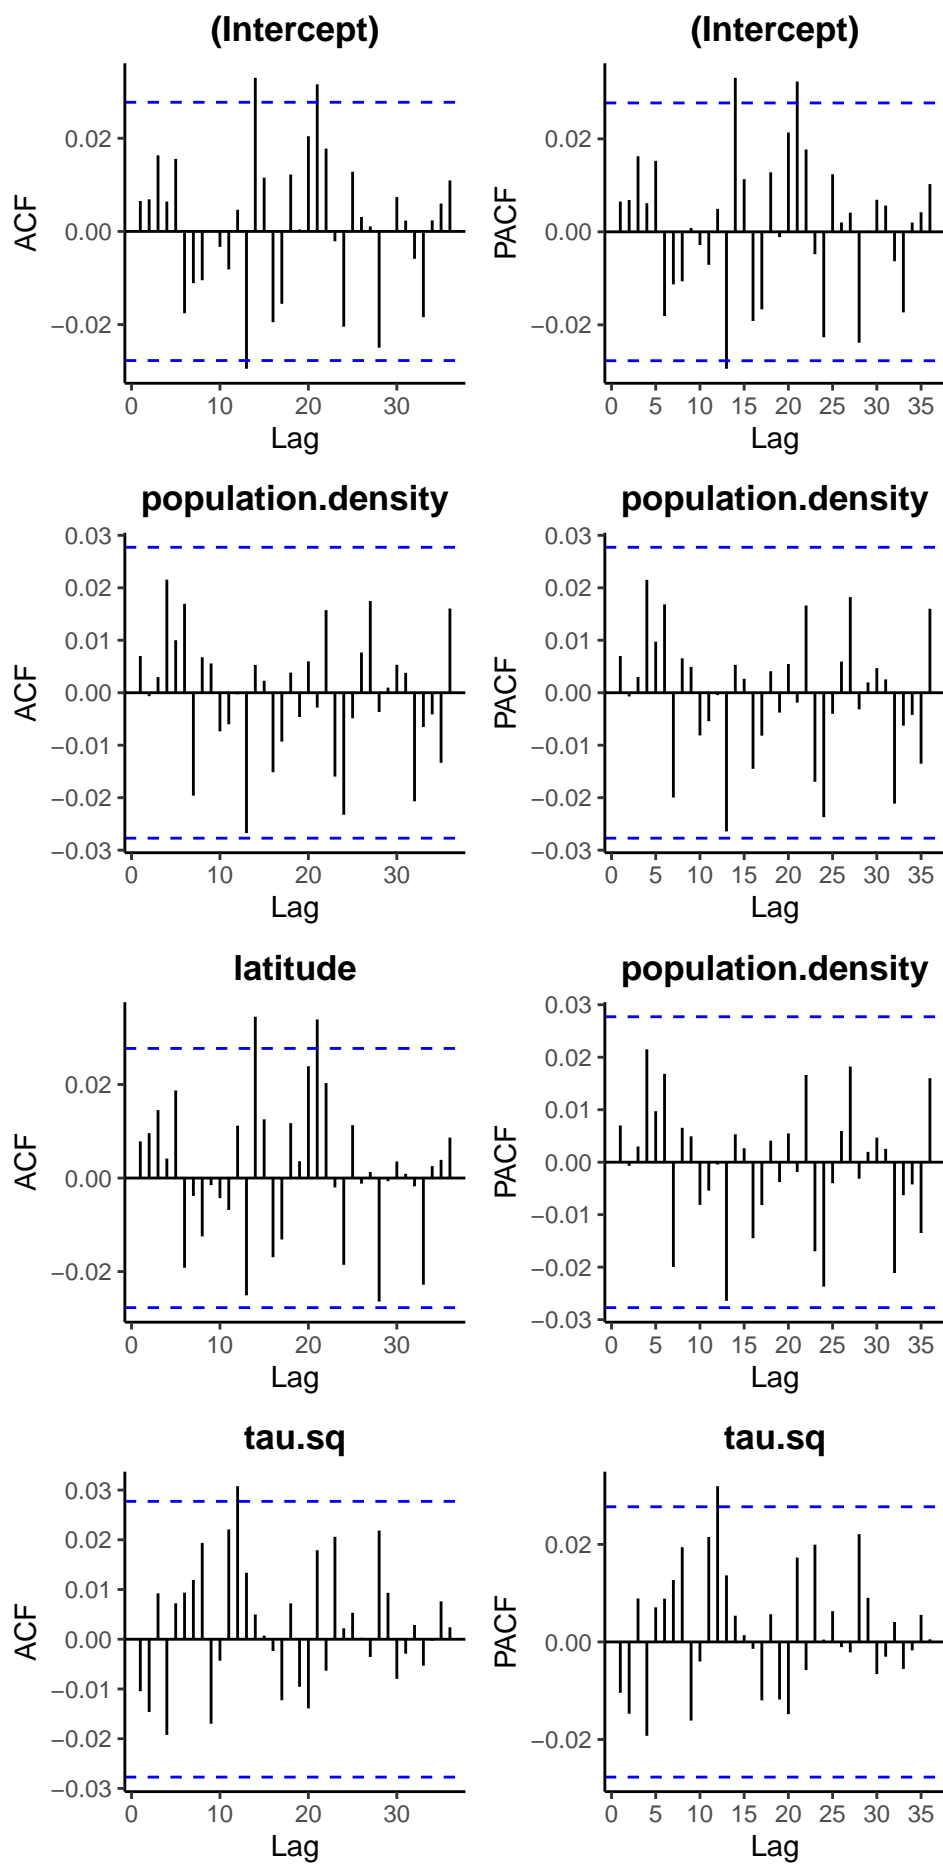 (Intercept) (Intercept)
0.02 0.02
0.00 0.00
−0.02 −0.02
ACF PACF
0 10 20 30 0 5 10 15 20 25 30 35
Lag Lag
population.density population.density
0.03 0.03
0.02 0.02
0.01 0.01
0.00 0.00
−0.01 −0.01
−0.02 −0.02
−0.03 −0.03
ACF PACF
0 10 20 30 0 5 10 15 20 25 30 35
Lag Lag
latitude population.density
0.02 0.03
0.00 0.02
−0.02 0.01
0.00
−0.01
−0.02
−0.03
ACF PACF
0 10 20 30 0 5 10 15 20 25 30 35
Lag Lag
tau.sq tau.sq
0.03 0.02
0.02 0.00
0.01 −0.02
0.00
−0.01
−0.02
−0.03
ACF PACF
0 10 20 30 0 5 10 15 20 25 30 35
Lag Lag